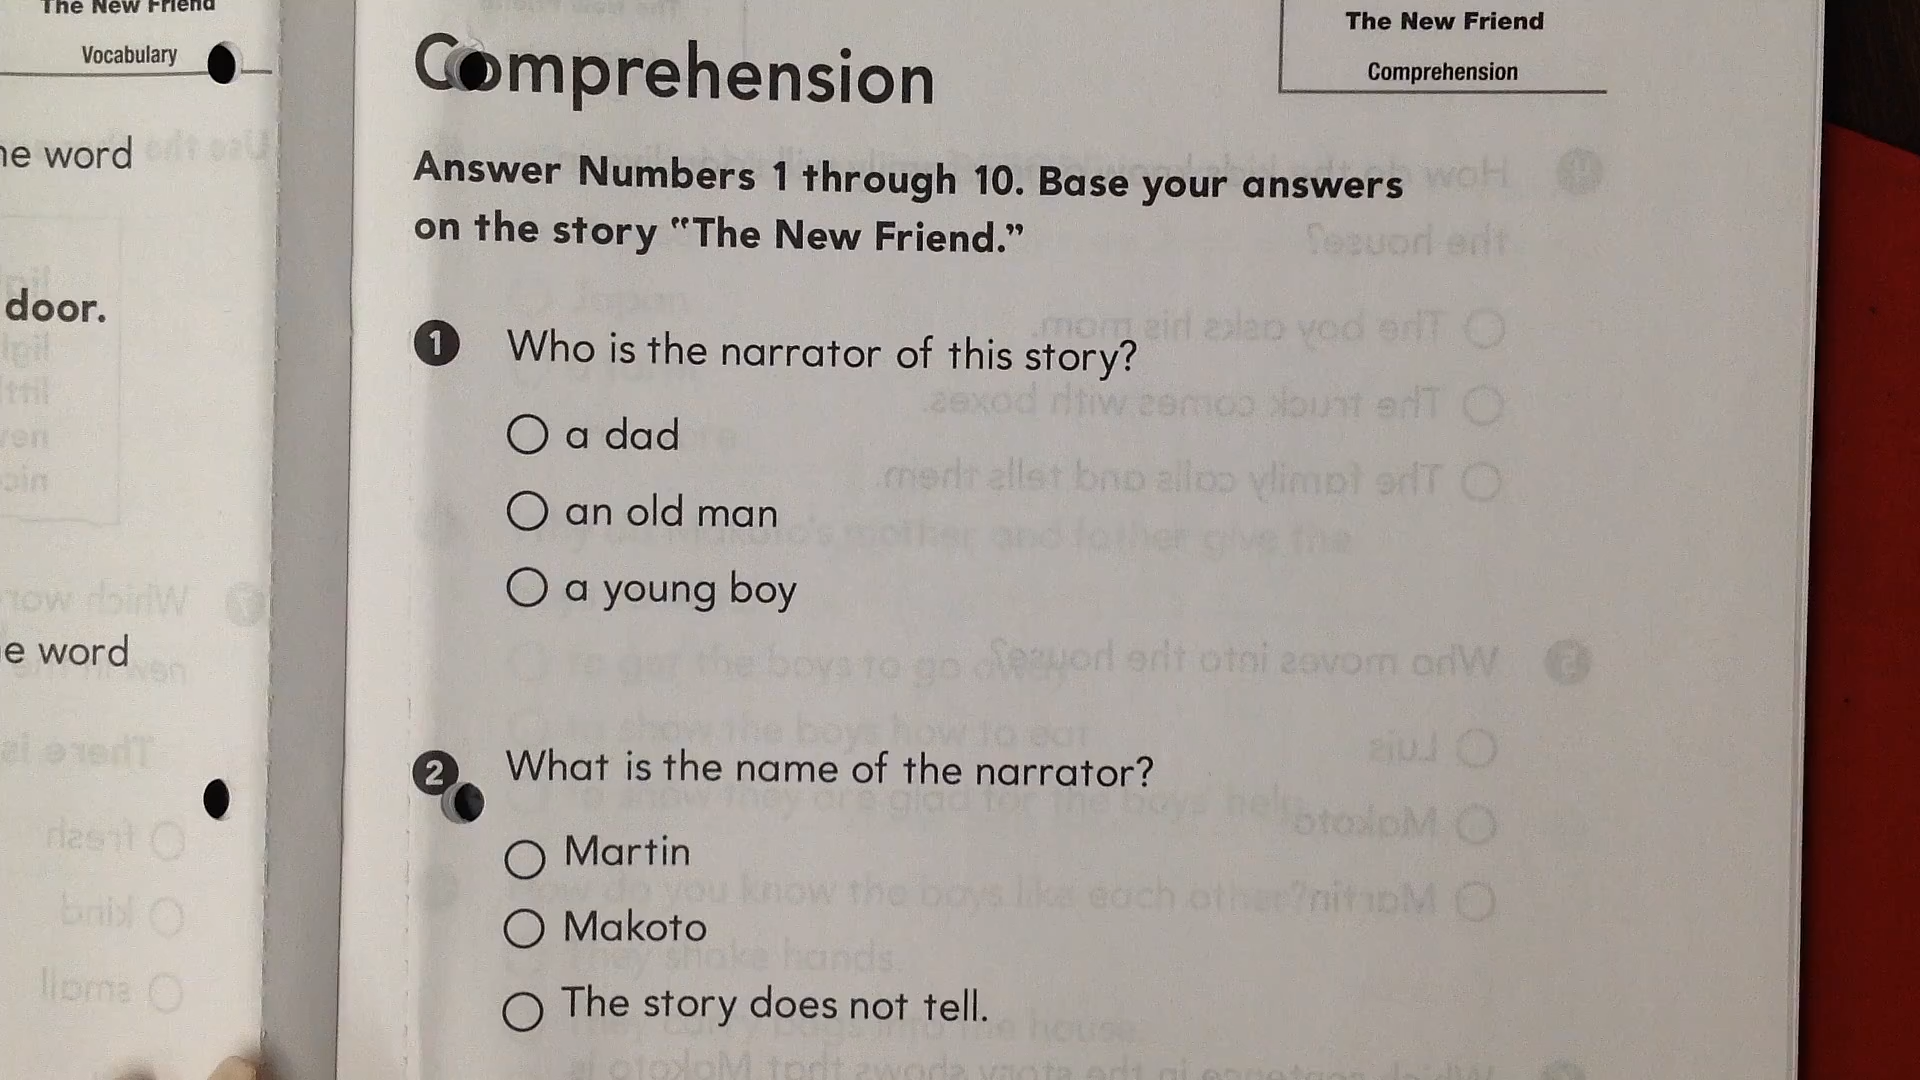 The New Friend
Vocabulary
he word
door.
e word
The New Friend
Comprehension
Comprehension
Answer Numbers 1 through 10. Base your answers
on the story “The New Friend.”
1 Who is the narrator of this story?
a dad
an old man
a young boy
2 What is the name of the narrator?
Martin
Makoto
The story does not tell.